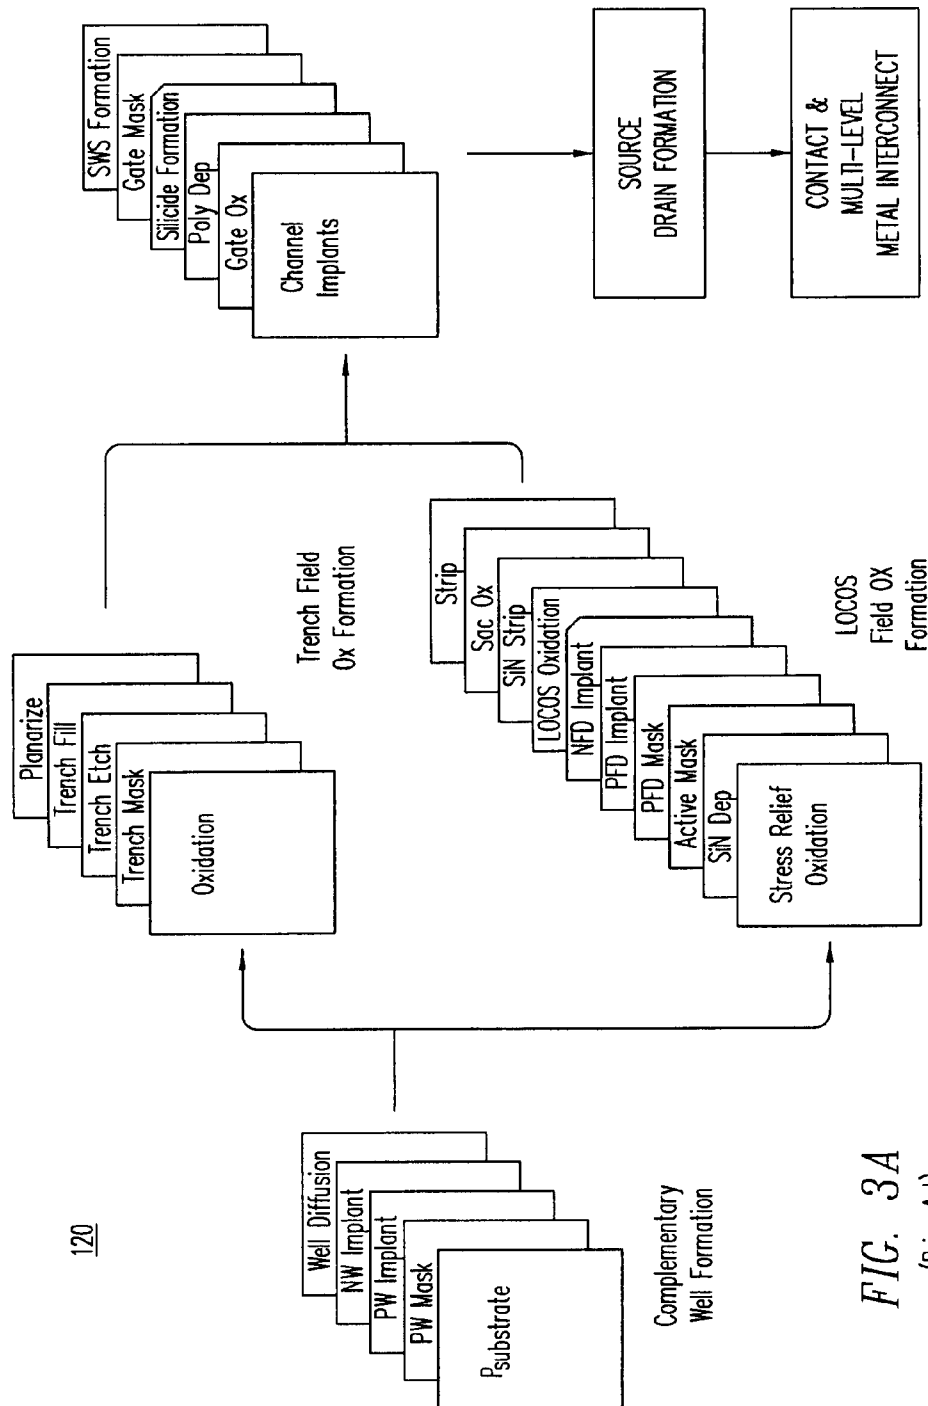 120
Well Diffusion
NW Implant
PW Implant
PW Mask
Psubstrate
Complementary
Well Formation
Planarize
Trench Fill
Trench Etch
Trench Mask
Oxidation
Trench Field
Ox Formation
Strip
Sac Ox
SiN Strip
LOCOS Oxidation
NFD Implant
PFD Implant
PFD Mask
Active Mask
SiN Dep
Stress Relief
Oxidation
LOCOS
Field OX
Formation
SWS Formation
Gate Mask
Silicide Formation
Poly Dep
Gate Ox
Channel
Implants
SOURCE
DRAIN FORMATION
CONTACT &
MULTI-LEVEL
METAL INTERCONNECT
FIG. 3A